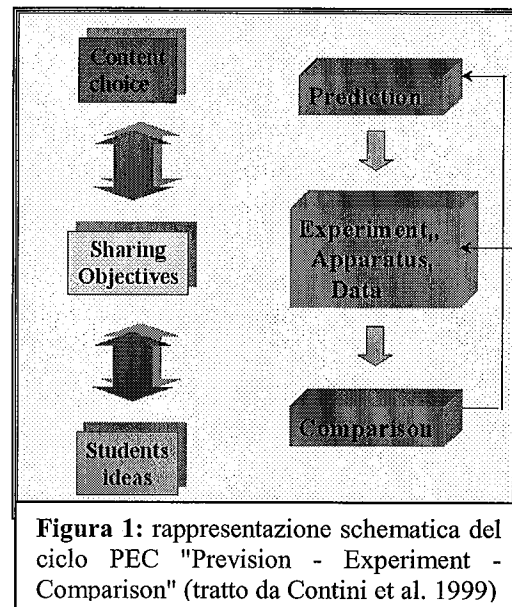 Content
choice
Sharing
Objectives
Students
ideas
Prediction
Experiment,,
Apparatus,
Data
Comparison
Figura 1: rappresentazione schematica del
ciclo PEC "Prevision - Experiment -
Comparison" (tratto da Contini et al. 1999)